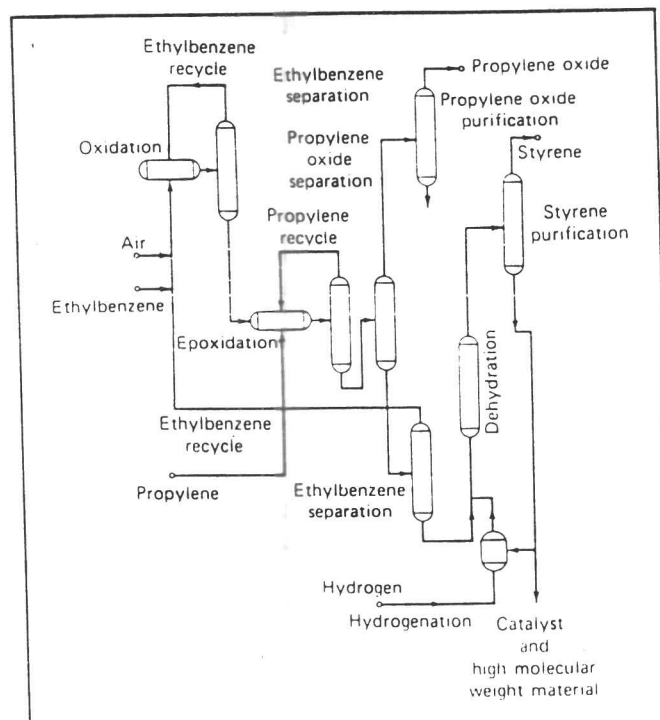 Ethylbenzene
recycle
Ethylbenzene
separation
Propylene oxide
Propylene oxide
purification
Styrene
Oxidation
Propylene
oxide
separation
Styrene
purification
Propylene
recycle
Air
Ethylbenzene
Epoxidation
Dehydration
Ethylbenzene
recycle
Propylene
Ethylbenzene
separation
Hydrogen
Hydrogenation
Catalyst
and
high molecular
weight material